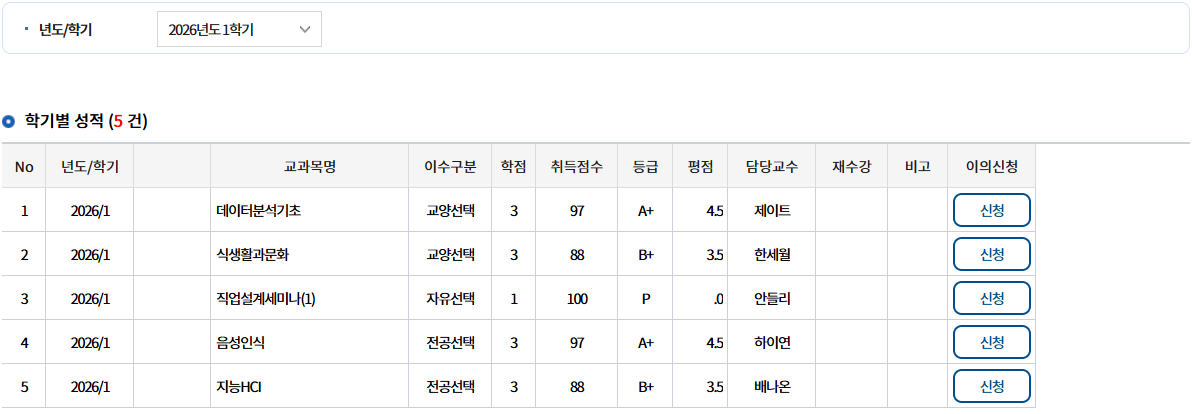 년도/학기 2026년도 1학기
학기별 성적 (5 건)
No 년도/학기 교과목명 이수구분 학점 취득점수 등급 평점 담당교수 재수강 비고 이의신청
1 2026/1 데이터분석기초 교양선택 3 97 A+ 4.5 제이트 신청
2 2026/1 식생활과문화 교양선택 3 88 B+ 3.5 한세월 신청
3 2026/1 직업설계세미나(1) 자유선택 1 100 P .0 안들리 신청
4 2026/1 음성인식 전공선택 3 97 A+ 4.5 하이연 신청
5 2026/1 지능HCI 전공선택 3 88 B+ 3.5 배나온 신청